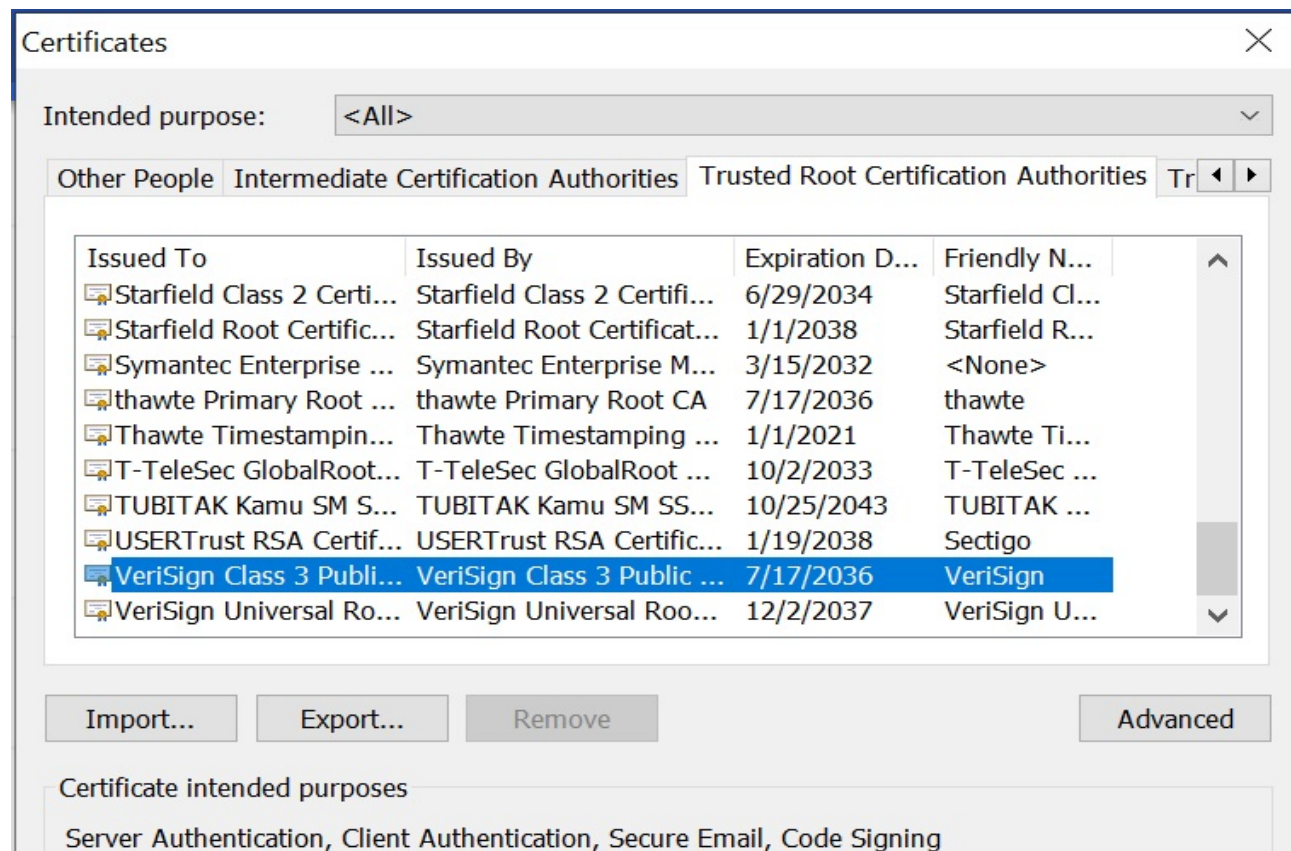 Certificates
Intended purpose: <All>
Other People Intermediate Certification Authorities Trusted Root Certification Authorities Tr
Issued To Issued By Expiration D... Friendly N...
Starfield Class 2 Certi... Starfield Class 2 Certifi... 6/29/2034 Starfield Cl...
Starfield Root Certific... Starfield Root Certificat... 1/1/2038 Starfield R...
Symantec Enterprise ... Symantec Enterprise M... 3/15/2032 <None>
thawte Primary Root ... thawte Primary Root CA 7/17/2036 thawte
Thawte Timestampin... Thawte Timestamping ... 1/1/2021 Thawte Ti...
T-TeleSec GlobalRoot... T-TeleSec GlobalRoot ... 10/2/2033 T-TeleSec ...
TUBITAK Kamu SM S... TUBITAK Kamu SM SS... 10/25/2043 TUBITAK ...
USERTrust RSA Certif... USERTrust RSA Certific... 1/19/2038 Sectigo
VeriSign Class 3 Publi... VeriSign Class 3 Public ... 7/17/2036 VeriSign
VeriSign Universal Ro... VeriSign Universal Roo... 12/2/2037 VeriSign U...
Import... Export... Remove Advanced
Certificate intended purposes
Server Authentication, Client Authentication, Secure Email, Code Signing